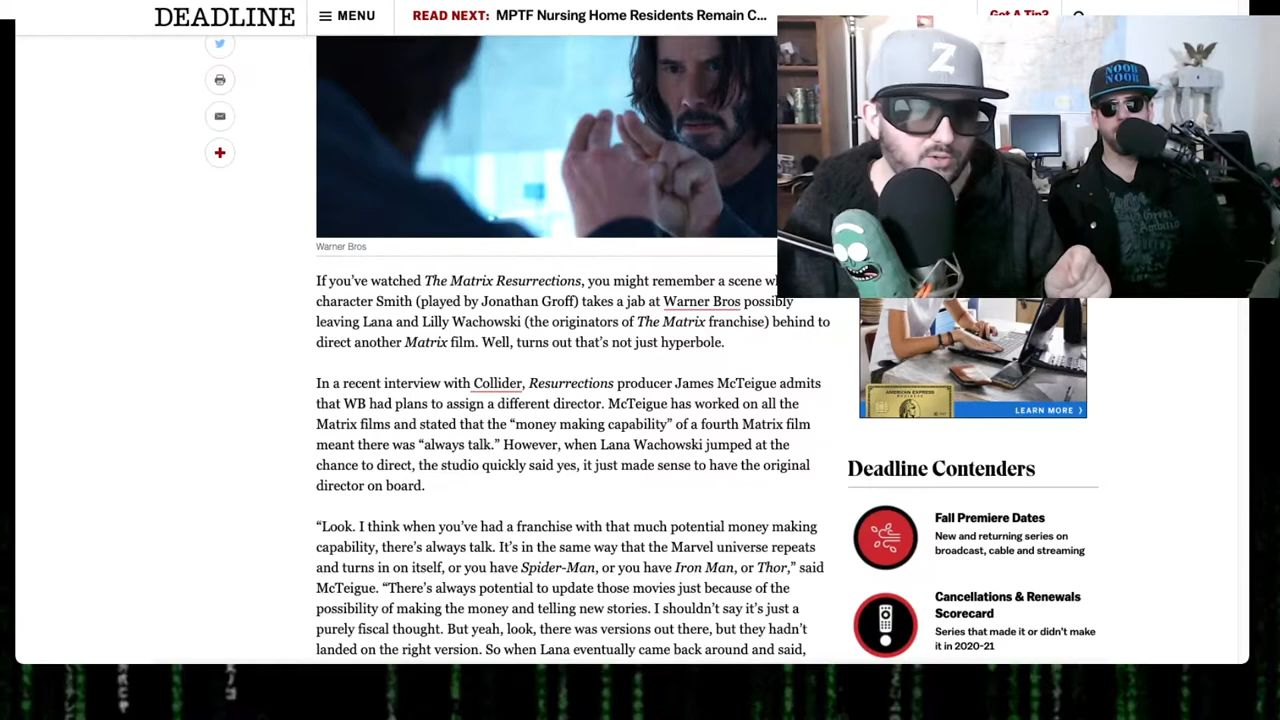 DEADLINE
MENU
READ NEXT: MPTF Nursing Home Residents Remain C...
Got A Tip?
Z
NOOB
NOOB
Great
Ambition
Warner Bros
If you've watched The Matrix Resurrections, you might remember a scene
character Smith (played by Jonathan Groff) takes a jab at Warner Bros possibly
leaving Lana and Lilly Wachowski (the originators of The Matrix franchise) behind to
direct another Matrix film. Well, turns out that's not just hyperbole.
In a recent interview with Collider, Resurrections producer James McTeigue admits
that WB had plans to assign a different director. McTeigue has worked on all the
Matrix films and stated that the “money making capability” of a fourth Matrix film
meant there was “always talk.” However, when Lana Wachowski jumped at the
chance to direct, the studio quickly said yes, it just made sense to have the original
director on board.
“Look. I think when you've had a franchise with that much potential money making
capability, there's always talk. It's in the same way that the Marvel universe repeats
and turns in on itself, or you have Spider-Man, or you have Iron Man, or Thor,” said
McTeigue. “There's always potential to update those movies just because of the
possibility of making the money and telling new stories. I shouldn't say it's just a
purely fiscal thought. But yeah, look, there was versions out there, but they hadn't
landed on the right version. So when Lana eventually came back around and said,
AMERICAN EXPRESS
LEARN MORE
Deadline Contenders
Fall Premiere Dates
New and returning series on
broadcast, cable and streaming
Cancellations & Renewals
Scorecard
Series that made it or didn't make
it in 2020-21